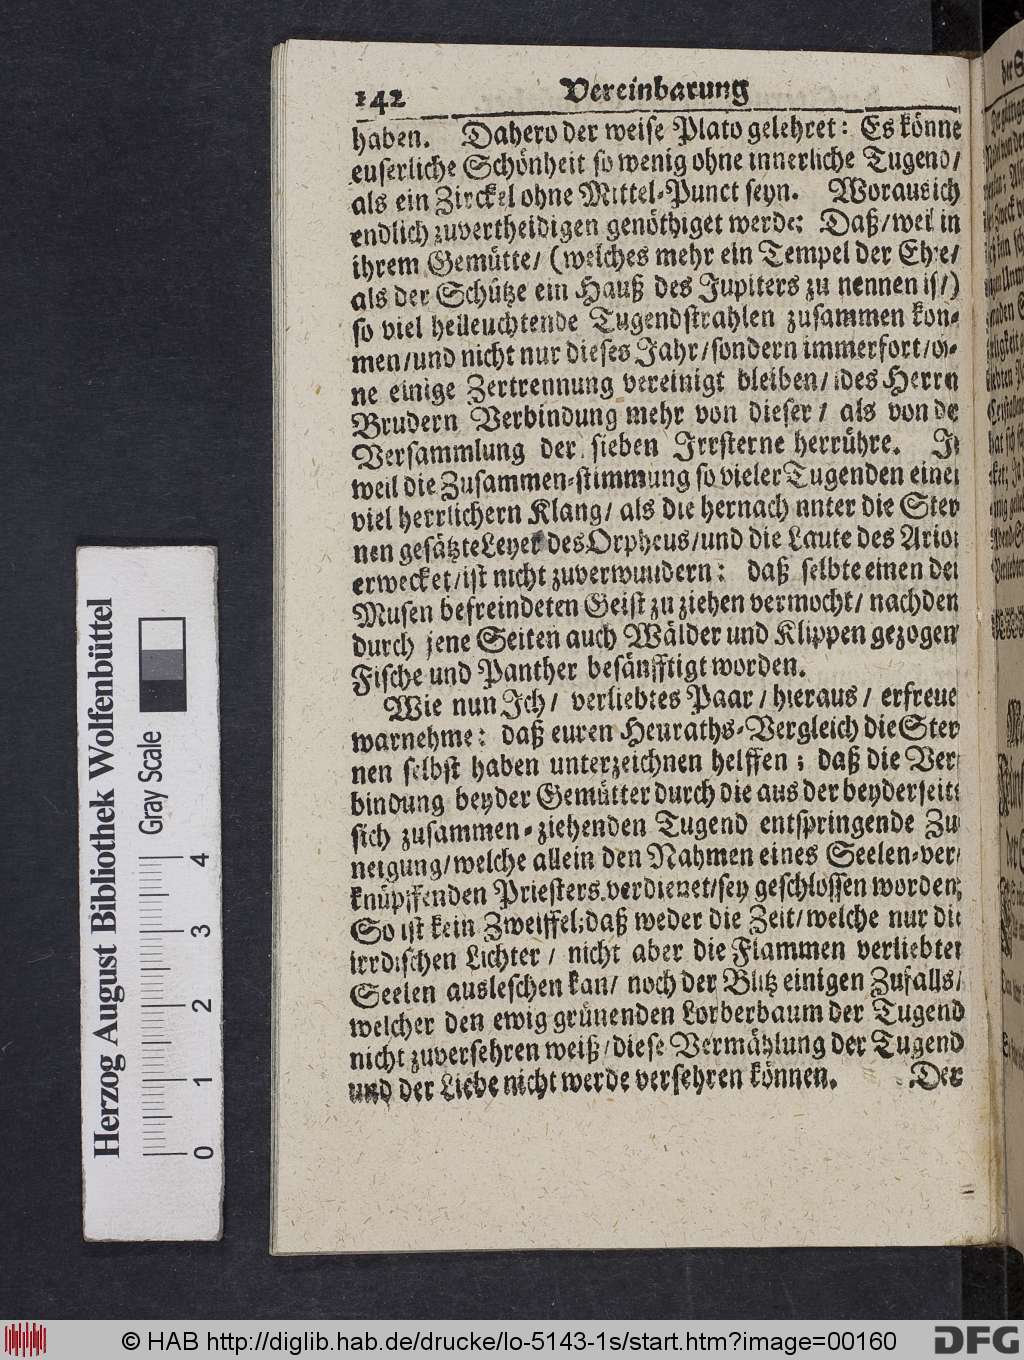 142 Vereinbarung
haben. Dahero der weise Plato gelehret: Es könne
euserliche Schönheit so wenig ohne innerliche Tugend/
als ein Zirckel ohne Mittel-Punct seyn. Woraus ich
endlich zuvertheidigen genöthiget werde: Daß/weil in
ihrem Gemütte/ (welches mehr ein Tempel der Ehre/
als der Schütze ein Hauß des Jupiters zu nennen ist/)
so viel helleuchtende Tugendstrahlen zusammen kom-
men/und nicht nur dieses Jahr/sondern immerfort/oh-
ne einige Zertrennung vereinigt bleiben/ des Herrn
Brudern Verbindung mehr von dieser/ als von de
Versammlung der sieben Irrsterne herrühre. J
weil die Zusammen-stimmung so vieler Tugenden einen
viel herrlichern Klang/ als die hernach unter die Ster
nen gesätzte Leyer des Orpheus/und die Laute des Arion
erwecket/ist nicht zuverwundern: daß selbte einen den
Musen befreindeten Geist zu ziehen vermocht/ nachdem
durch jene Seiten auch Wälder und Klippen gezogen
Fische und Panther besänfftigt worden.
Wie nun Ich/ verliebtes Paar/hieraus/ erfreue
warnehme: daß euren Heuraths-Vergleich die Ster
nen selbst haben unterzeichnen helffen; daß die Ver
bindung beyder Gemütter durch die aus der beyderseits
sich zusammen-ziehenden Tugend entspringende Zu
neigung/welche allein den Nahmen eines Seelen-ver
knüpffenden Priesters verdienet/sey geschlossen worden;
So ist kein Zweiffel;daß weder die Zeit/welche nur die
irrdischen Lichter/ nicht aber die Flammen verliebter
Seelen ausleschen kan/ noch der Blitz einigen Zufalls/
welcher den ewig grünenden Lorberbaum der Tugend
nicht zuversehren weiß/diese Vermählung der Tugend
und der Liebe nicht werde versehren können. Der
Herzog August Bibliothek Wolfenbüttel
Gray Scale
0 1 2 3 4
© HAB http://diglib.hab.de/drucke/lo-5143-1s/start.htm?image=00160
DFG